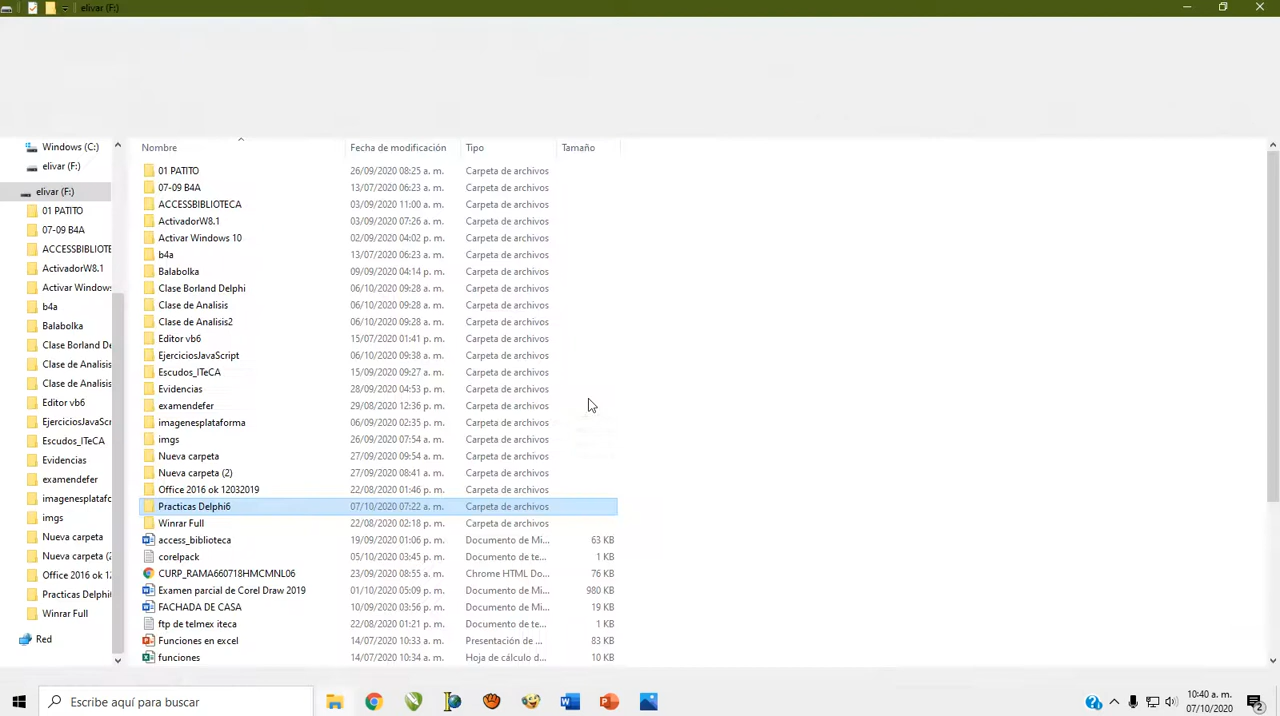 elivar (F:)
Nombre Fecha de modificación Tipo Tamaño
Windows (C:)
elivar (F:)
elivar (F:)
01 PATITO
07-09 B4A
ACCESSBIBLIOTE
ActivadorW8.1
Activar Windows
b4a
Balabolka
Clase Borland De
Clase de Analisis
Clase de Analisis
Editor vb6
EjerciciosJavaScr
Escudos_ITeCA
Evidencias
examendefer
imagenesplatafo
imgs
Nueva carpeta
Nueva carpeta (2
Office 2016 ok 12
Practicas Delphi6
Winrar Full
Red
01 PATITO 26/09/2020 08:25 a. m. Carpeta de archivos
07-09 B4A 13/07/2020 06:23 a. m. Carpeta de archivos
ACCESSBIBLIOTECA 03/09/2020 11:00 a. m. Carpeta de archivos
ActivadorW8.1 03/09/2020 07:26 a. m. Carpeta de archivos
Activar Windows 10 02/09/2020 04:02 p. m. Carpeta de archivos
b4a 13/07/2020 06:23 a. m. Carpeta de archivos
Balabolka 09/09/2020 04:14 p. m. Carpeta de archivos
Clase Borland Delphi 06/10/2020 09:28 a. m. Carpeta de archivos
Clase de Analisis 06/10/2020 09:28 a. m. Carpeta de archivos
Clase de Analisis2 06/10/2020 09:28 a. m. Carpeta de archivos
Editor vb6 15/07/2020 01:41 p. m. Carpeta de archivos
EjerciciosJavaScript 06/10/2020 09:38 a. m. Carpeta de archivos
Escudos_ITeCA 15/09/2020 09:27 a. m. Carpeta de archivos
Evidencias 28/09/2020 04:53 p. m. Carpeta de archivos
examendefer 29/08/2020 12:36 p. m. Carpeta de archivos
imagenesplataforma 06/09/2020 02:35 p. m. Carpeta de archivos
imgs 26/09/2020 07:54 a. m. Carpeta de archivos
Nueva carpeta 27/09/2020 09:54 a. m. Carpeta de archivos
Nueva carpeta (2) 27/09/2020 08:41 a. m. Carpeta de archivos
Office 2016 ok 12032019 22/08/2020 01:46 p. m. Carpeta de archivos
Practicas Delphi6 07/10/2020 07:22 a. m. Carpeta de archivos
Winrar Full 22/08/2020 02:18 p. m. Carpeta de archivos
access_biblioteca 19/09/2020 01:06 p. m. Documento de Mi... 63 KB
corelpack 05/10/2020 03:45 p. m. Documento de te... 1 KB
CURP_RAMA660718HMCMNL06 23/09/2020 08:55 a. m. Chrome HTML Do... 76 KB
Examen parcial de Corel Draw 2019 01/10/2020 05:09 p. m. Documento de Mi... 980 KB
FACHADA DE CASA 10/09/2020 03:56 p. m. Documento de Mi... 19 KB
ftp de telmex iteca 22/08/2020 01:21 p. m. Documento de te... 1 KB
Funciones en excel 14/07/2020 10:33 a. m. Presentación de ... 83 KB
funciones 14/07/2020 10:34 a. m. Hoja de cálculo d... 10 KB
Escribe aquí para buscar
10:40 a. m.
07/10/2020
2